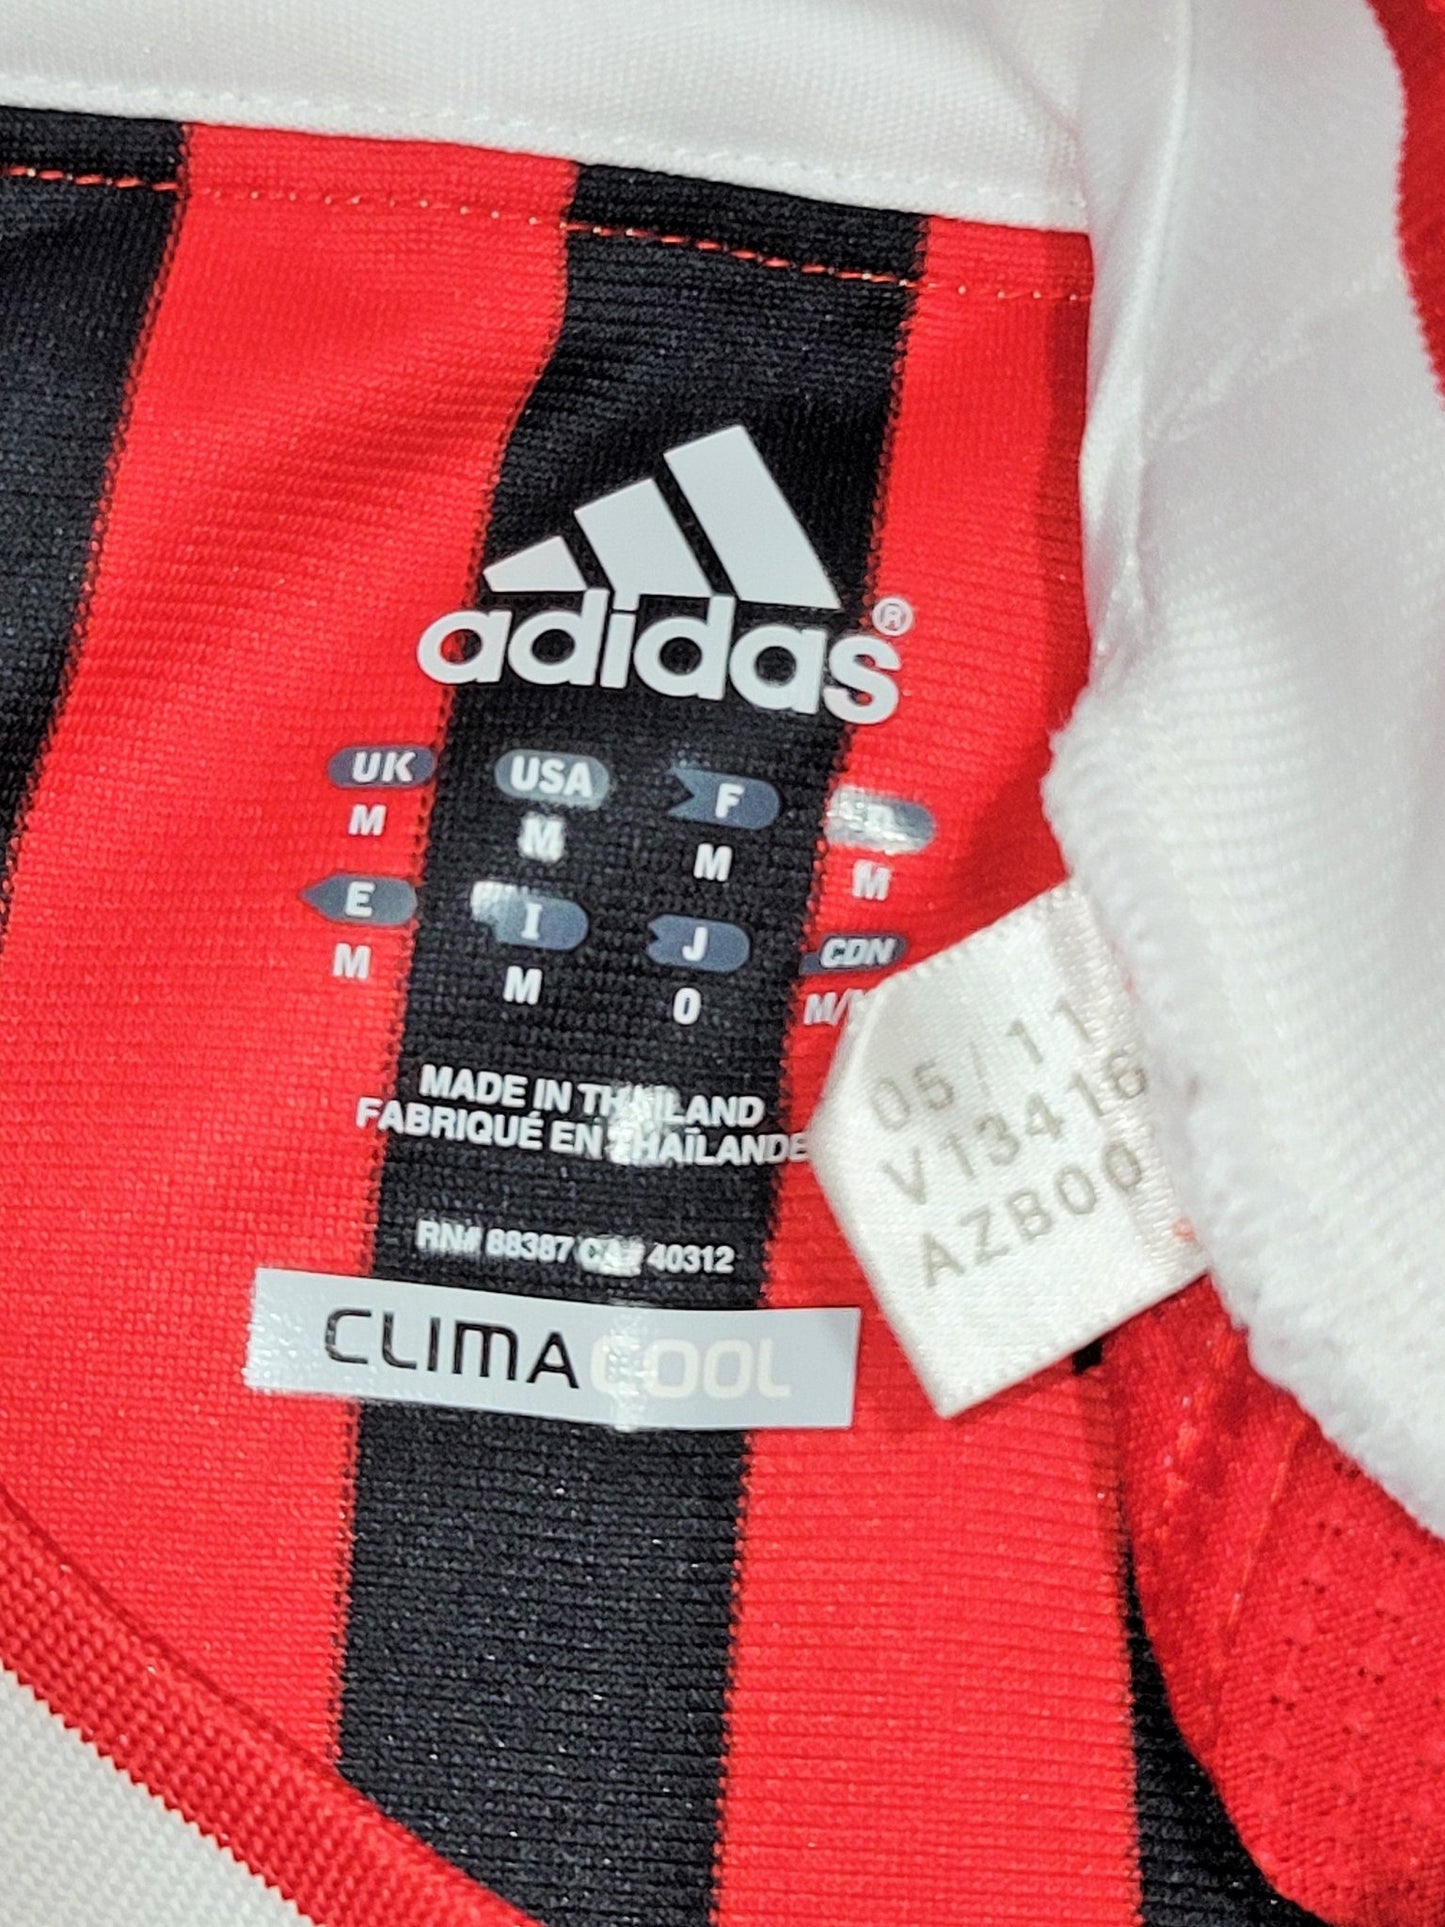 adidas®
UK USA F
M M M M
E I J CDN
M M 0 M/
MADE IN THAILAND
FABRIQUÉ EN THAÏLANDE
RN# 88387 CA# 40312
CLIMACOOL
05/11
V13416
AZB00